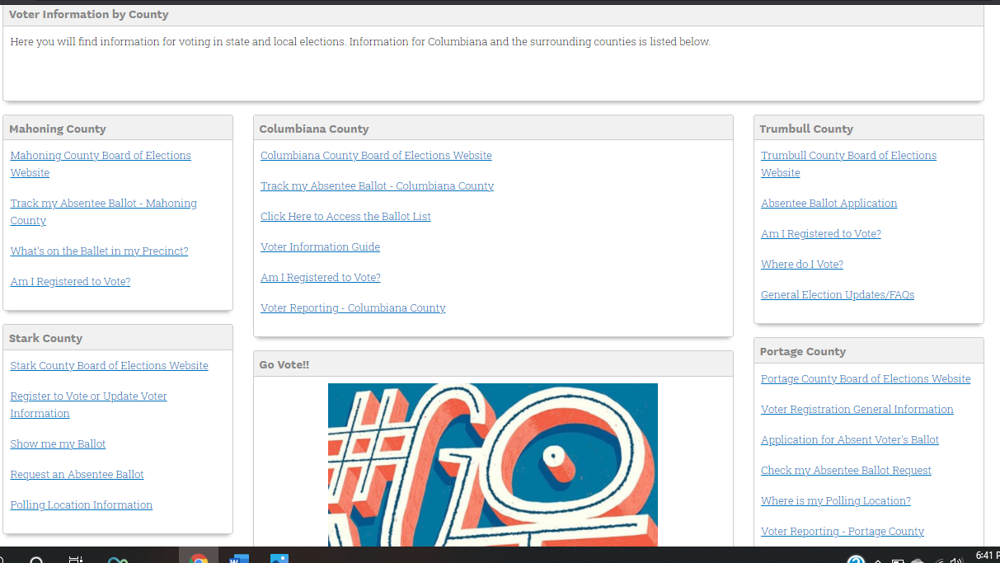 Voter Information by County
Here you will find information for voting in state and local elections. Information for Columbiana and the surrounding counties is listed below.
Mahoning County
Mahoning County Board of Elections
Website
Track my Absentee Ballot - Mahoning
County
What's on the Ballet in my Precinct?
Am I Registered to Vote?
Stark County
Stark County Board of Elections Website
Register to Vote or Update Voter
Information
Show me my Ballot
Request an Absentee Ballot
Polling Location Information
Columbiana County
Columbiana County Board of Elections Website
Track my Absentee Ballot - Columbiana County
Click Here to Access the Ballot List
Voter Information Guide
Am I Registered to Vote?
Voter Reporting - Columbiana County
Go Vote!!
#GO
Trumbull County
Trumbull County Board of Elections
Website
Absentee Ballot Application
Am I Registered to Vote?
Where do I Vote?
General Election Updates/FAQs
Portage County
Portage County Board of Elections Website
Voter Registration General Information
Application for Absent Voter's Ballot
Check my Absentee Ballot Request
Where is my Polling Location?
Voter Reporting - Portage County
6:41 P